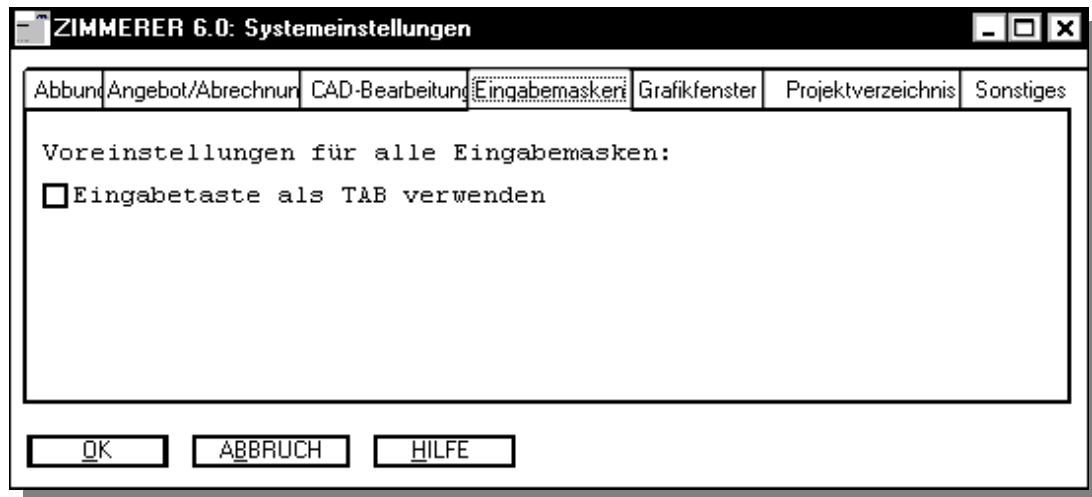 ZIMMERER 6.0: Systemeinstellungen
Abbund Angebot/Abrechnun CAD-Bearbeitung Eingabemasken Grafikfenster Projektverzeichnis Sonstiges
Voreinstellungen für alle Eingabemasken:
Eingabetaste als TAB verwenden
OK ABBRUCH HILFE